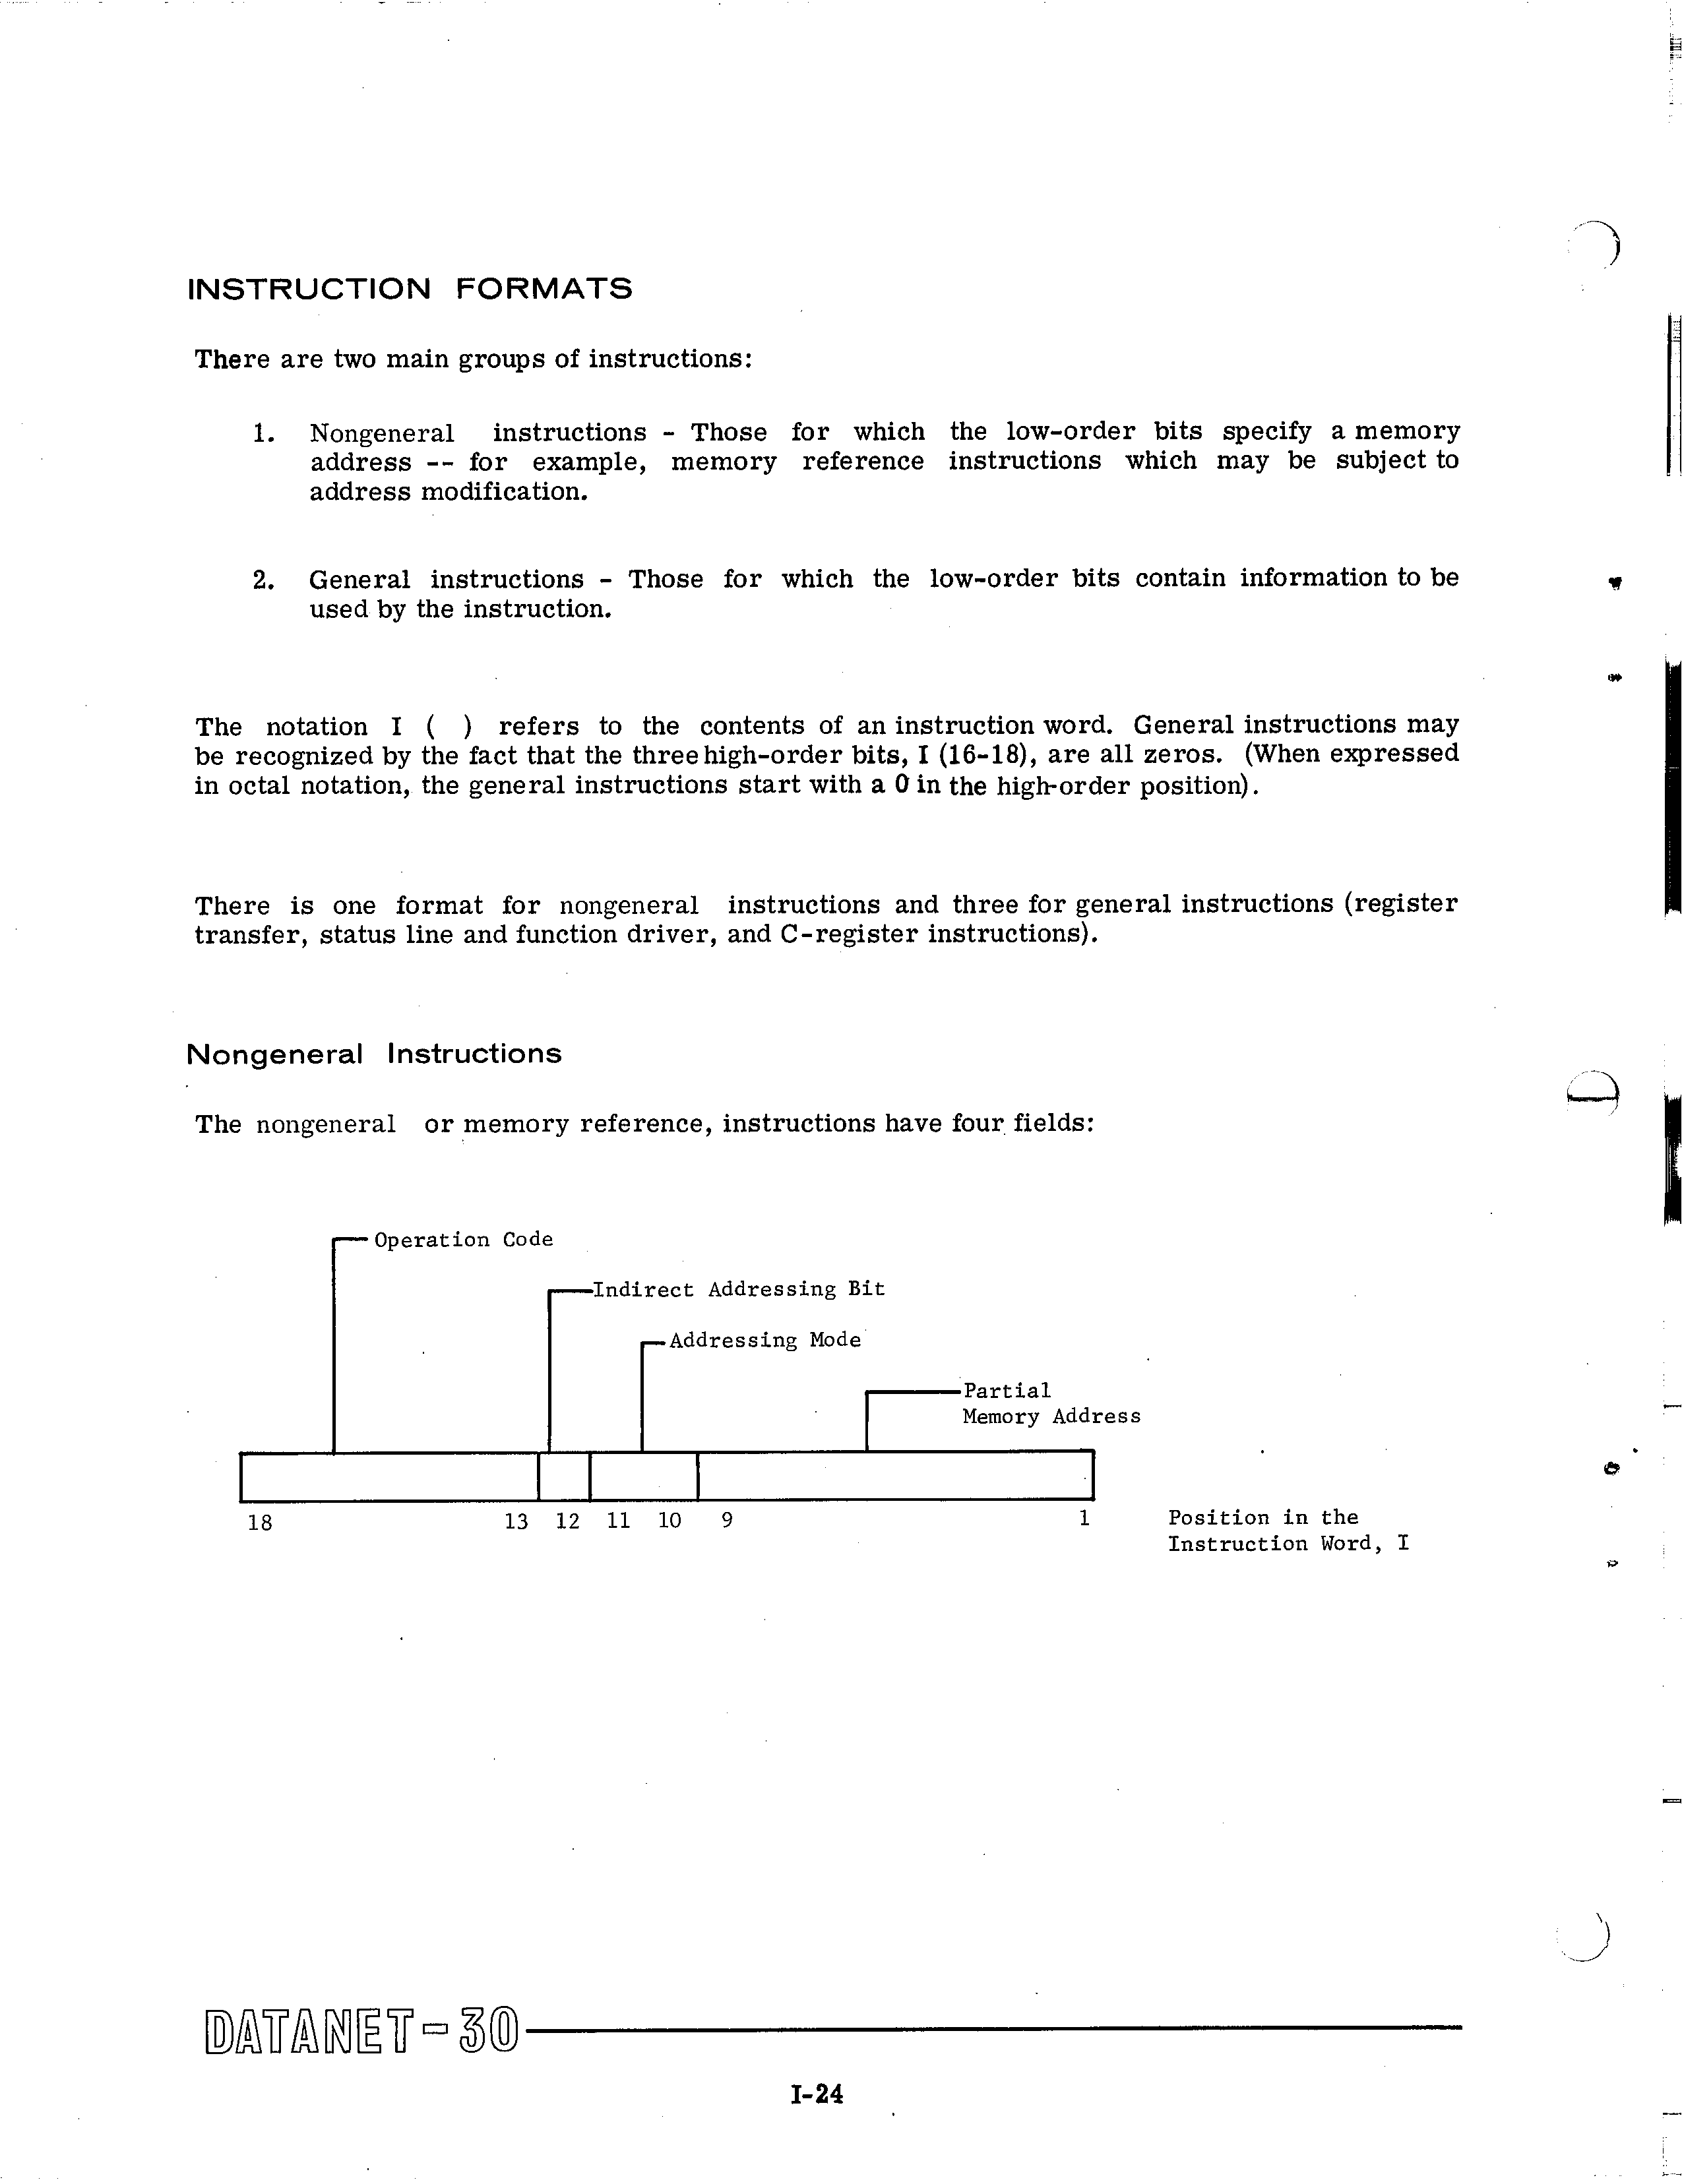 INSTRUCTION FORMATS
There are two main groups of instructions:
1. Nongeneral instructions - Those for which the low-order bits specify a memory
address -- for example, memory reference instructions which may be subject to
address modification.
2. General instructions - Those for which the low-order bits contain information to be
used by the instruction.
The notation I ( ) refers to the contents of an instruction word. General instructions may
be recognized by the fact that the three high-order bits, I (16-18), are all zeros. (When expressed
in octal notation, the general instructions start with a 0 in the high-order position).
There is one format for nongeneral instructions and three for general instructions (register
transfer, status line and function driver, and C-register instructions).
Nongeneral Instructions
The nongeneral or memory reference, instructions have four fields:
Operation Code
Indirect Addressing Bit
Addressing Mode
Partial
Memory Address
18 13 12 11 10 9 1 Position in the
Instruction Word, I
DATANET-30
I-24